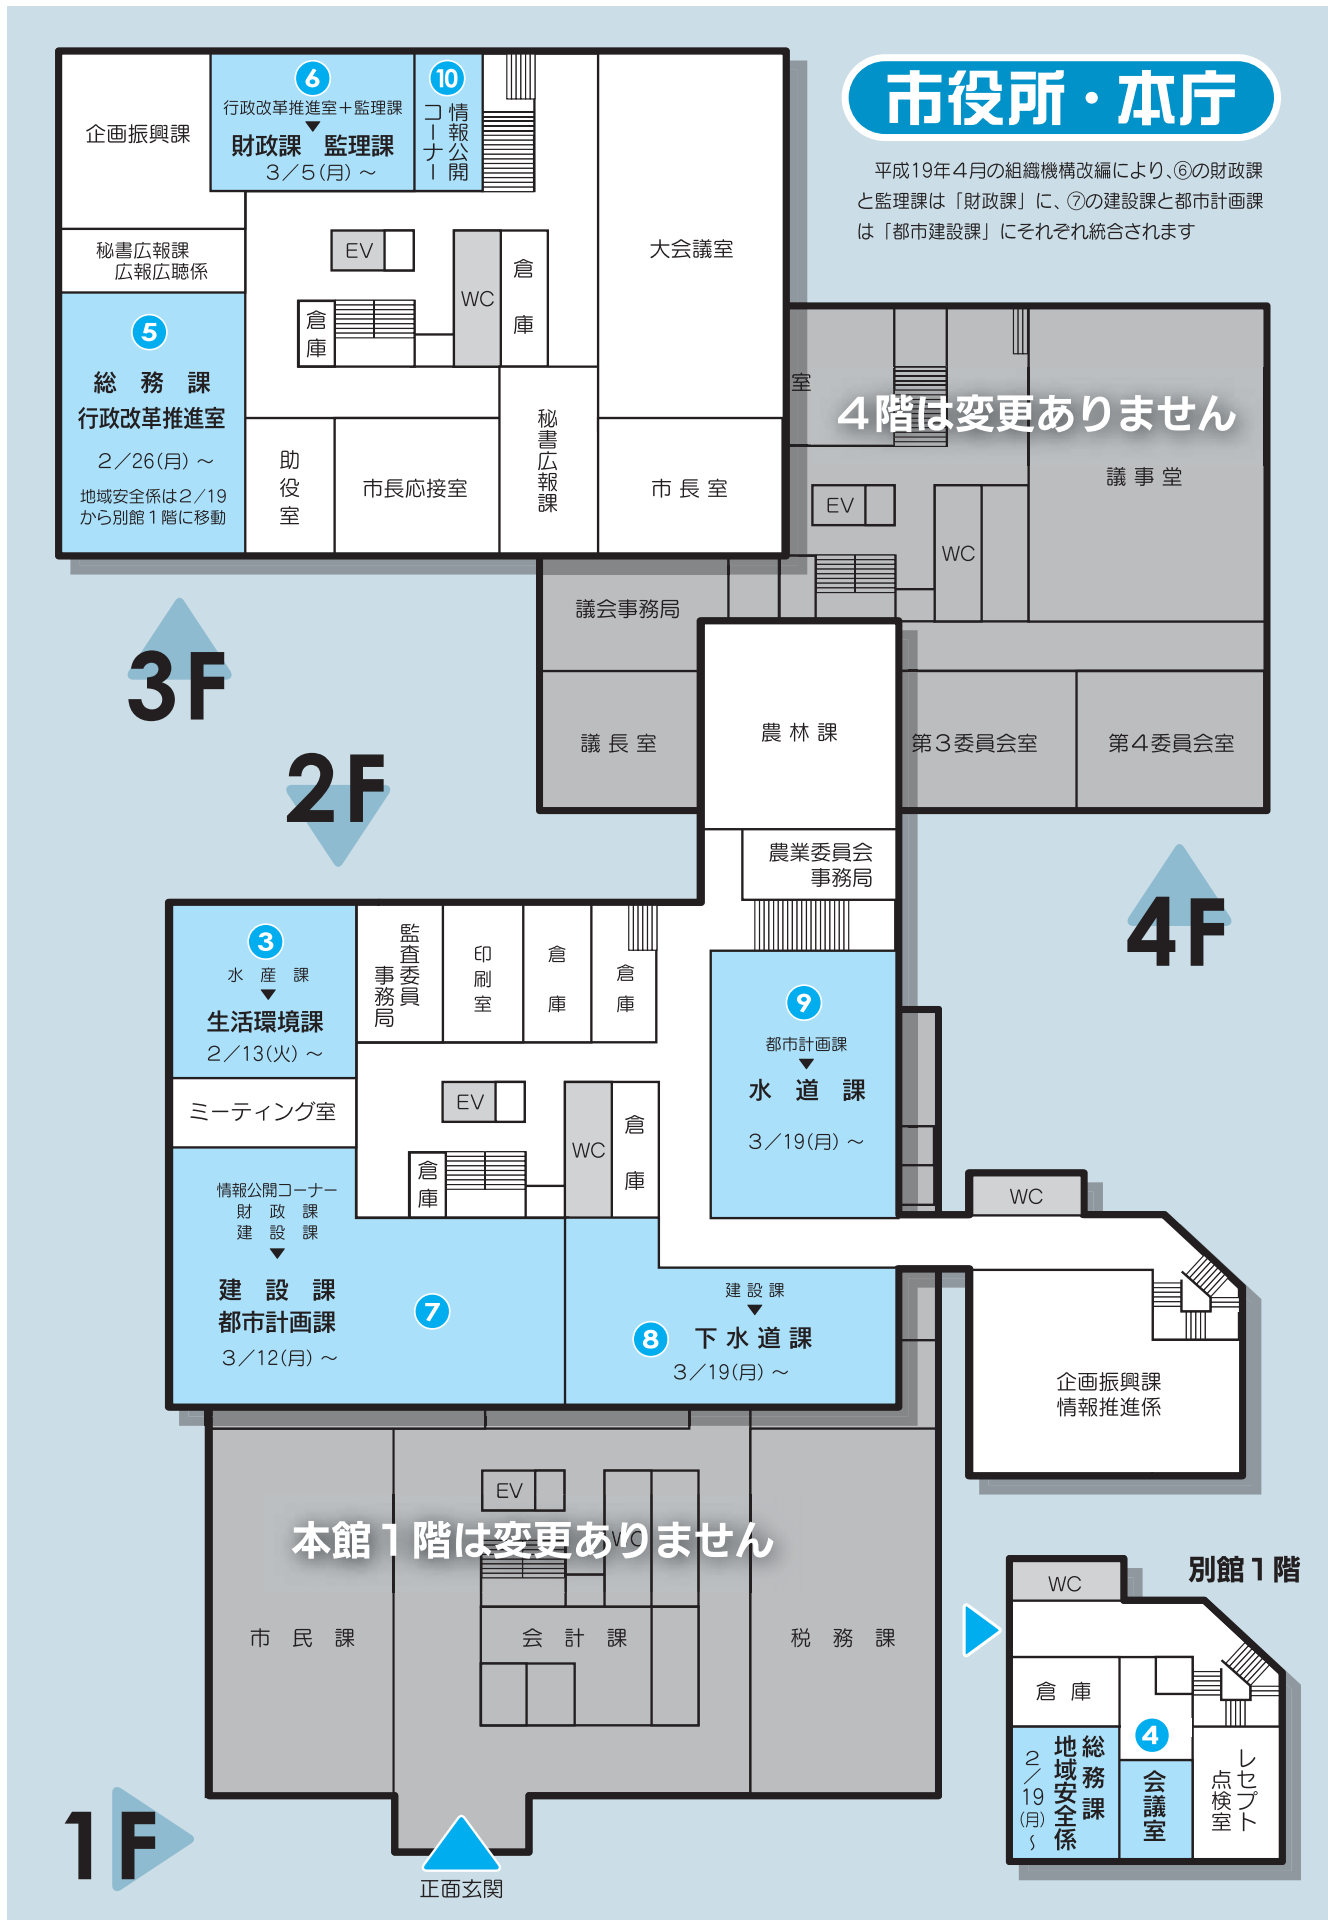 市役所・本庁
平成19年４月の組織機構改編により、⑥の財政課
と監理課は「財政課」に、⑦の建設課と都市計画課
は「都市建設課」にそれぞれ統合されます
企画振興課
6
行政改革推進室＋監理課
▼
財政課　監理課
３／５(月) ～
10
情報公開
コーナー
秘書広報課
広報広聴係
5
総務課
行政改革推進室
２／26(月) ～
地域安全係は２／19
から別館１階に移動
EV
倉庫
WC
倉庫
大会議室
助役室
市長応接室
秘書広報課
市長室
3F
室
4階は変更ありません
議事堂
EV
WC
議会事務局
議長室
第３委員会室
第４委員会室
4F
2F
農林課
農業委員会
事務局
3
水産課
▼
生活環境課
２／13(火) ～
監査委員
事務局
印刷室
倉庫
倉庫
9
都市計画課
▼
水道課
３／19(月) ～
ミーティング室
EV
倉庫
WC
倉庫
情報公開コーナー
財政課
建設課
▼
建設課
都市計画課
３／12(月) ～
7
建設課
▼
8
下水道課
３／19(月) ～
WC
企画振興課
情報推進係
EV
WC
本館１階は変更ありません
市民課
会計課
税務課
1F
正面玄関
別館１階
WC
倉庫
4
総務課
地域安全係
２／19(月)～
会議室
レセプト
点検室